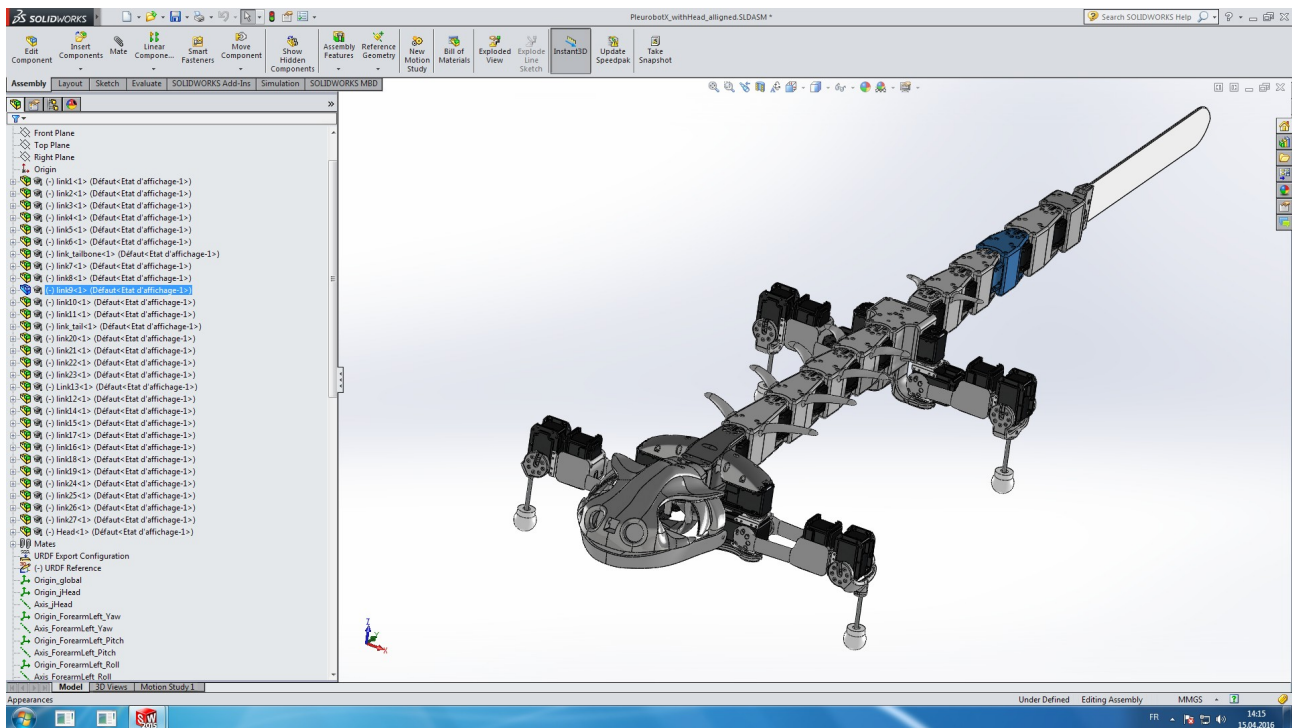 SOLIDWORKS
PleurobotX_withHead_alligned.SLDASM *
Search SOLIDWORKS Help
Edit Component
Insert Components
Mate
Linear Compone...
Smart Fasteners
Move Component
Show Hidden Components
Assembly Features
Reference Geometry
New Motion Study
Bill of Materials
Exploded View
Explode Line Sketch
Instant3D
Update Speedpak
Take Snapshot
Assembly Layout Sketch Evaluate SOLIDWORKS Add-Ins Simulation SOLIDWORKS MBD
Front Plane
Top Plane
Right Plane
Origin
(-) link1<1> (Défaut<Etat d'affichage-1>)
(-) link2<1> (Défaut<Etat d'affichage-1>)
(-) link3<1> (Défaut<Etat d'affichage-1>)
(-) link4<1> (Défaut<Etat d'affichage-1>)
(-) link5<1> (Défaut<Etat d'affichage-1>)
(-) link6<1> (Défaut<Etat d'affichage-1>)
(-) link_tailbone<1> (Défaut<Etat d'affichage-1>)
(-) link7<1> (Défaut<Etat d'affichage-1>)
(-) link8<1> (Défaut<Etat d'affichage-1>)
(-) link9<1> (Défaut<Etat d'affichage-1>)
(-) link10<1> (Défaut<Etat d'affichage-1>)
(-) link11<1> (Défaut<Etat d'affichage-1>)
(-) link_tail<1> (Défaut<Etat d'affichage-1>)
(-) link20<1> (Défaut<Etat d'affichage-1>)
(-) link21<1> (Défaut<Etat d'affichage-1>)
(-) link22<1> (Défaut<Etat d'affichage-1>)
(-) link23<1> (Défaut<Etat d'affichage-1>)
(-) Link13<1> (Défaut<Etat d'affichage-1>)
(-) link12<1> (Défaut<Etat d'affichage-1>)
(-) link14<1> (Défaut<Etat d'affichage-1>)
(-) link15<1> (Défaut<Etat d'affichage-1>)
(-) link17<1> (Défaut<Etat d'affichage-1>)
(-) link16<1> (Défaut<Etat d'affichage-1>)
(-) link18<1> (Défaut<Etat d'affichage-1>)
(-) link19<1> (Défaut<Etat d'affichage-1>)
(-) link24<1> (Défaut<Etat d'affichage-1>)
(-) link25<1> (Défaut<Etat d'affichage-1>)
(-) link26<1> (Défaut<Etat d'affichage-1>)
(-) link27<1> (Défaut<Etat d'affichage-1>)
(-) Head<1> (Défaut<Etat d'affichage-1>)
Mates
URDF Export Configuration
(-) URDF Reference
Origin_global
Origin_jHead
Axis_jHead
Origin_ForearmLeft_Yaw
Axis_ForearmLeft_Yaw
Origin_ForearmLeft_Pitch
Axis_ForearmLeft_Pitch
Origin_ForearmLeft_Roll
Axis_ForearmLeft_Roll
Z
X
Model 3D Views Motion Study 1
Appearances
Under Defined Editing Assembly MMGS
FR
14:15
15.04.2016